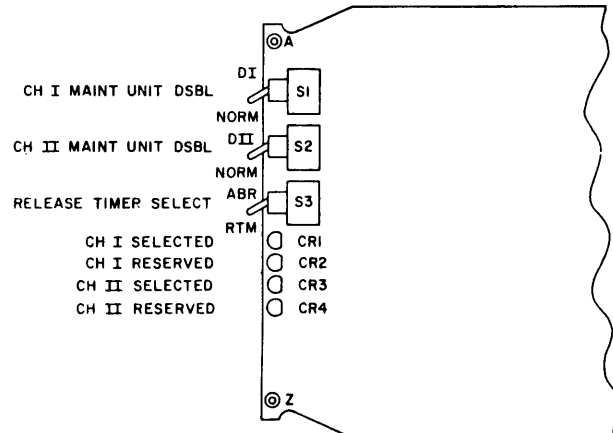 A
DI
CH I MAINT UNIT DSBL S1
NORM
DII
CH II MAINT UNIT DSBL S2
NORM
ABR
RELEASE TIMER SELECT S3
RTM
CH I SELECTED CR1
CH I RESERVED CR2
CH II SELECTED CR3
CH II RESERVED CR4
Z